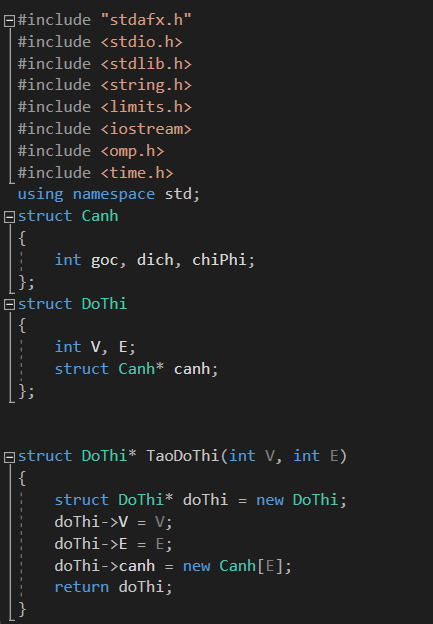 #include "stdafx.h"
#include <stdio.h>
#include <stdlib.h>
#include <string.h>
#include <limits.h>
#include <iostream>
#include <omp.h>
#include <time.h>
using namespace std;
struct Canh
{
    int goc, dich, chiPhi;
};
struct DoThi
{
    int V, E;
    struct Canh* canh;
};
struct DoThi* TaoDoThi(int V, int E)
{
    struct DoThi* doThi = new DoThi;
    doThi->V = V;
    doThi->E = E;
    doThi->canh = new Canh[E];
    return doThi;
}